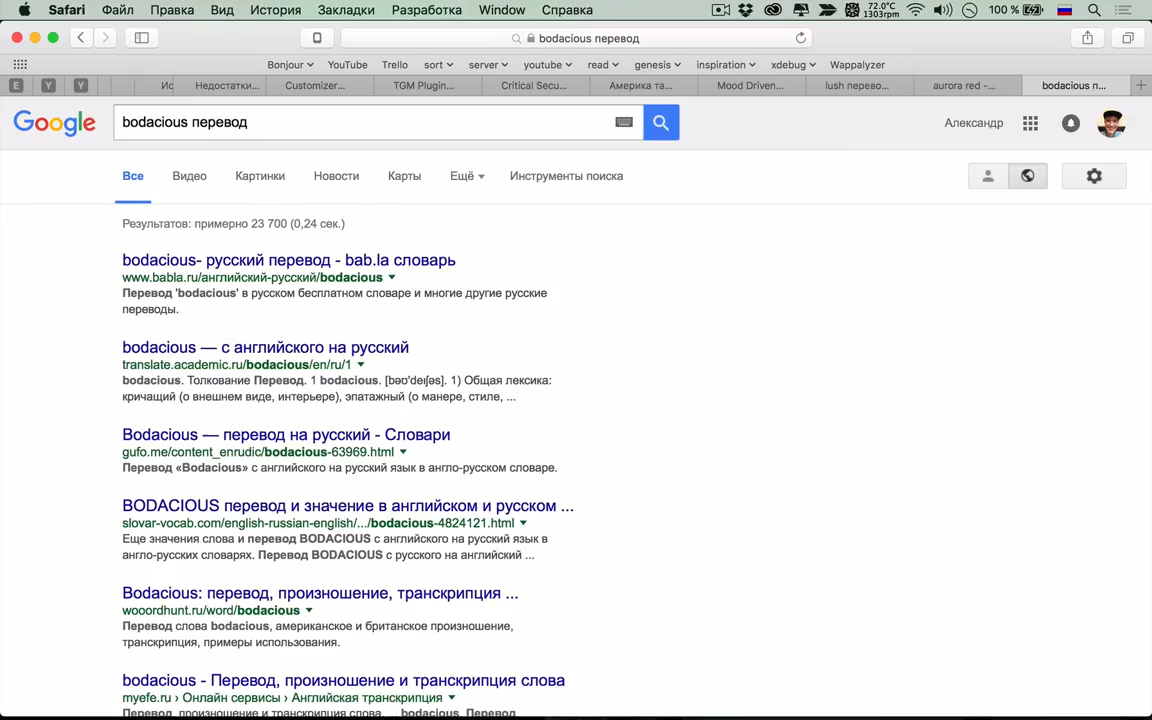 Safari Файл Правка Вид История Закладки Разработка Window Справка 72.0°C 1303rpm 100 %
bodacious перевод
Bonjour YouTube Trello sort server youtube read genesis inspiration xdebug Wappalyzer
E Y Y Ис Недостатки... Customizer... TGM Plugin... Critical Secu... Америка та... Mood Driven... lush перево... aurora red -... bodacious п...
Google bodacious перевод Александр
Все Видео Картинки Новости Карты Ещё Инструменты поиска
Результатов: примерно 23 700 (0,24 сек.)
bodacious- русский перевод - bab.la словарь
www.babla.ru/английский-русский/bodacious
Перевод 'bodacious' в русском бесплатном словаре и многие другие русские
переводы.
bodacious — с английского на русский
translate.academic.ru/bodacious/en/ru/1
bodacious. Толкование Перевод. 1 bodacious. [bəʊ'deɪʃəs]. 1) Общая лексика:
кричащий (о внешнем виде, интерьере), эпатажный (о манере, стиле, ...
Bodacious — перевод на русский - Словари
gufo.me/content_enrudic/bodacious-63969.html
Перевод «Bodacious» с английского на русский язык в англо-русском словаре.
BODACIOUS перевод и значение в английском и русском ...
slovar-vocab.com/english-russian-english/.../bodacious-4824121.html
Еще значения слова и перевод BODACIOUS с английского на русский язык в
англо-русских словарях. Перевод BODACIOUS с русского на английский ...
Bodacious: перевод, произношение, транскрипция ...
wooordhunt.ru/word/bodacious
Перевод слова bodacious, американское и британское произношение,
транскрипция, примеры использования.
bodacious - Перевод, произношение и транскрипция слова
myefe.ru › Онлайн сервисы › Английская транскрипция
Перевод, произношение и транскрипция слова. ... bodacious. Перевод.